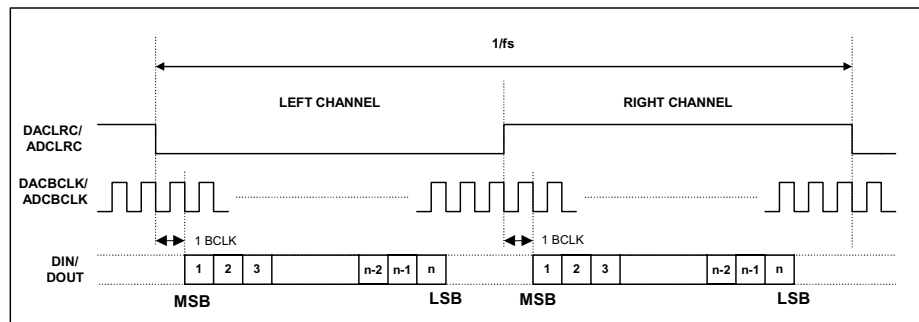 1/fs
LEFT CHANNEL
RIGHT CHANNEL
DACLRC/
ADCLRC
DACBCLK/
ADCBCLK
1 BCLK
1 BCLK
DIN/
DOUT
1 2 3 n-2 n-1 n
1 2 3 n-2 n-1 n
MSB
LSB
MSB
LSB